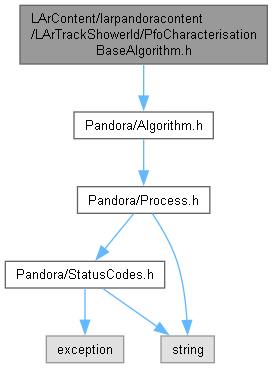 LArContent/larpandoracontent
/LArTrackShowerId/PfoCharacterisation
BaseAlgorithm.h
Pandora/Algorithm.h
Pandora/Process.h
Pandora/StatusCodes.h
exception
string